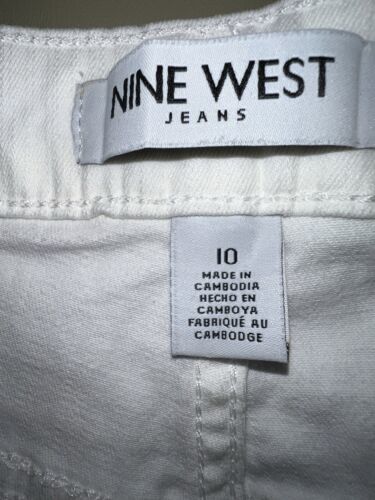 NINE WEST
JEANS
10
MADE IN
CAMBODIA
HECHO EN
CAMBOYA
FABRIQUÉ AU
CAMBODGE